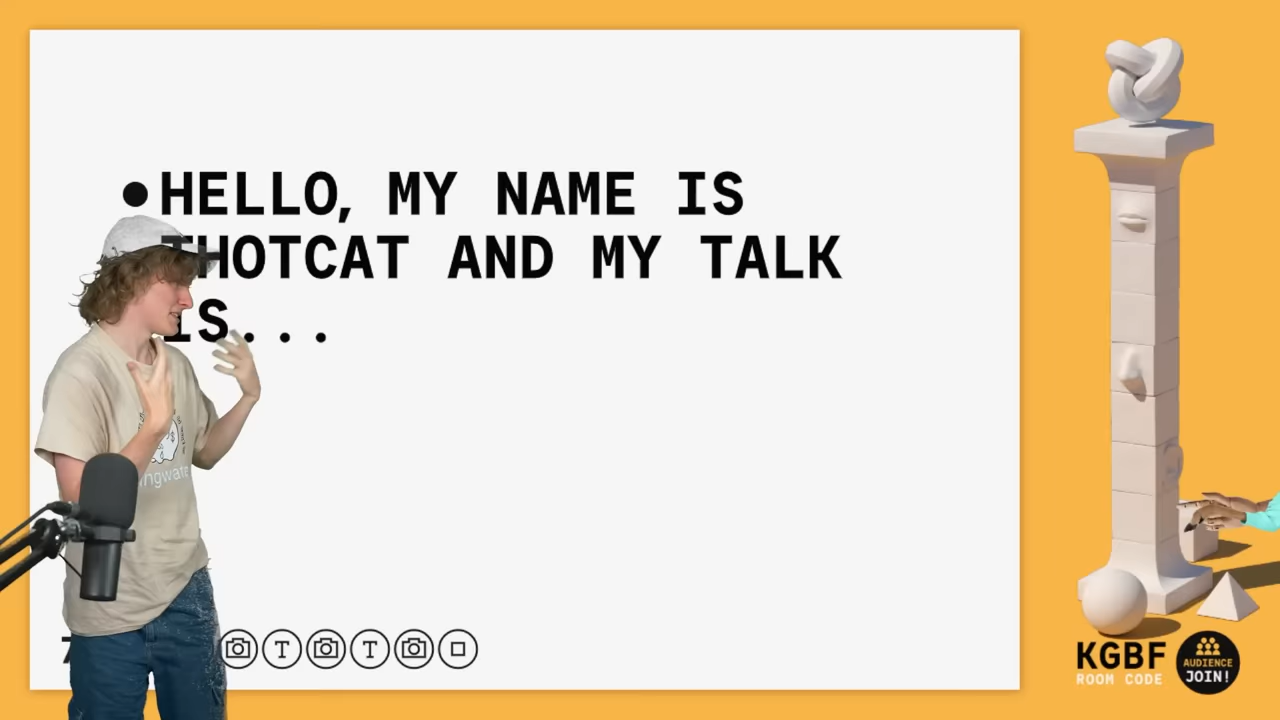 •HELLO, MY NAME IS
THOTCAT AND MY TALK
IS...
T T
KGBF
ROOM CODE
AUDIENCE
JOIN!